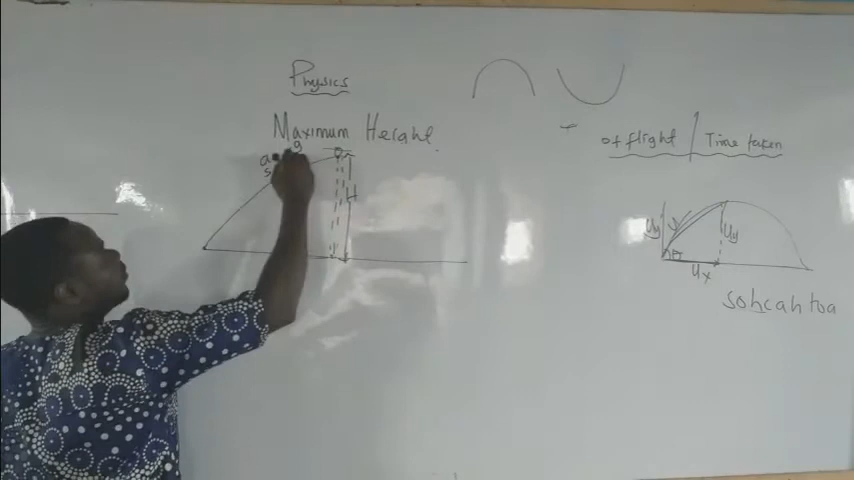 Physics
Maximum Height.
a
g
s
H
of flight | Time taken
Uy
U
θ
Uy
Ux
sohcahtoa